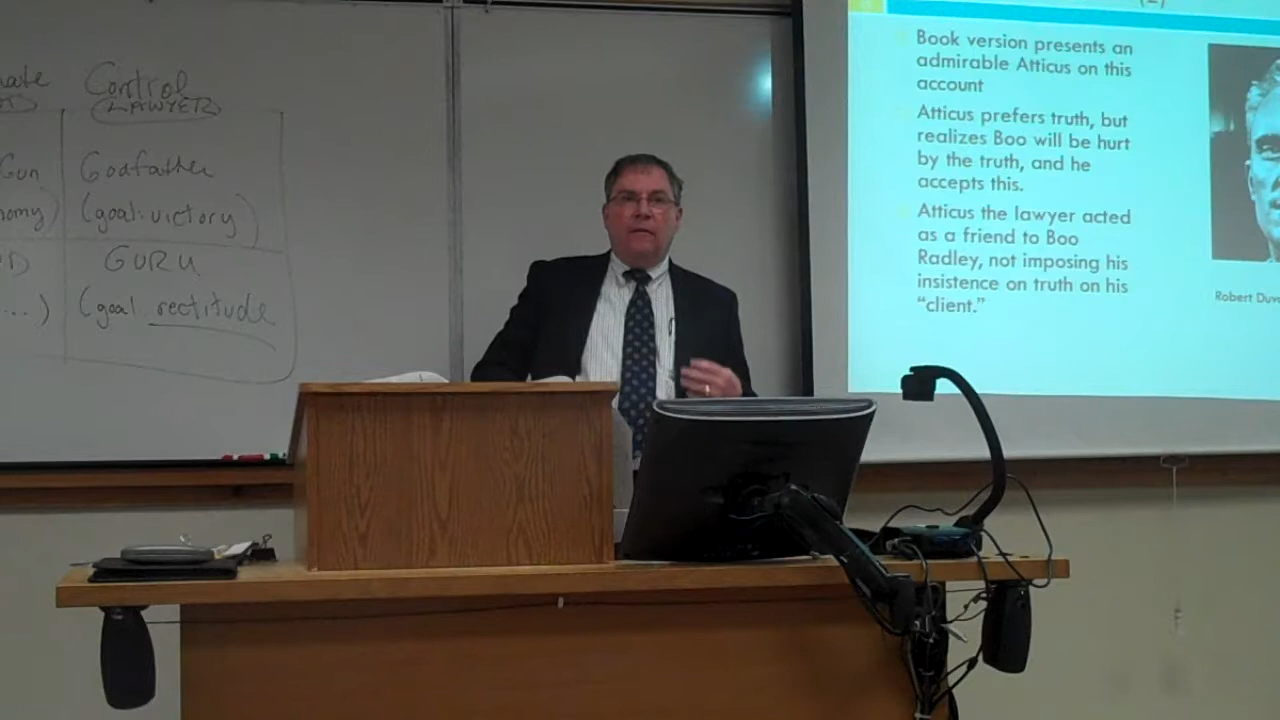 Control
LAWYER
Gun
Godfather
(goal: victory)
GURU
...)
(goal rectitude
(2)
Book version presents an
admirable Atticus on this
account
Atticus prefers truth, but
realizes Boo will be hurt
by the truth, and he
accepts this.
Atticus the lawyer acted
as a friend to Boo
Radley, not imposing his
insistence on truth on his
“client.”
Robert Duv